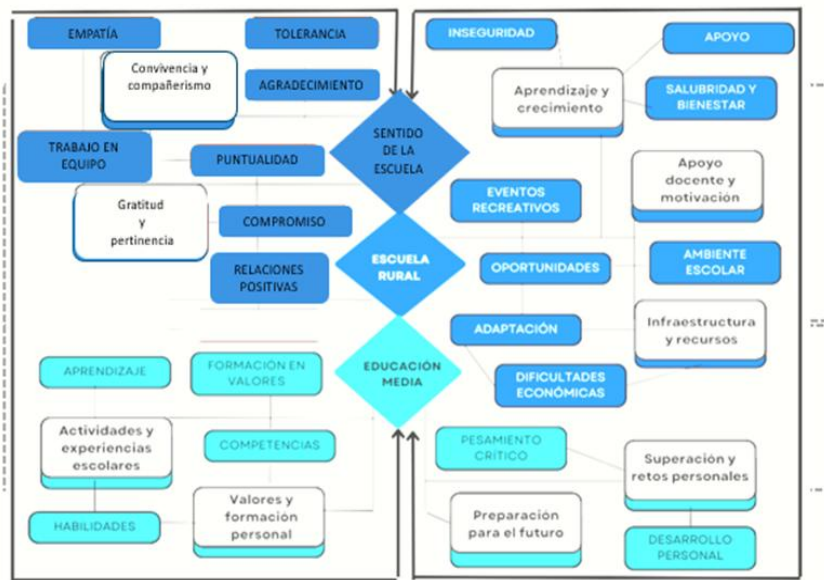 EMPATÍA
TOLERANCIA
Convivencia y
compañerismo
AGRADECIMIENTO
TRABAJO EN
EQUIPO
PUNTUALIDAD
Gratitud
y
pertinencia
COMPROMISO
RELACIONES
POSITIVAS
SENTIDO
DE LA
ESCUELA
ESCUELA
RURAL
EDUCACIÓN
MEDIA
INSEGURIDAD
APOYO
Aprendizaje y
crecimiento
SALUBRIDAD Y
BIENESTAR
Apoyo
docente y
motivación
EVENTOS
RECREATIVOS
OPORTUNIDADES
AMBIENTE
ESCOLAR
ADAPTACIÓN
Infraestructura
y recursos
DIFICULTADES
ECONÓMICAS
APRENDIZAJE
FORMACIÓN EN
VALORES
Actividades y
experiencias
escolares
COMPETENCIAS
HABILIDADES
Valores y
formación
personal
PESAMIENTO
CRÍTICO
Superación y
retos personales
Preparación
para el futuro
DESARROLLO
PERSONAL